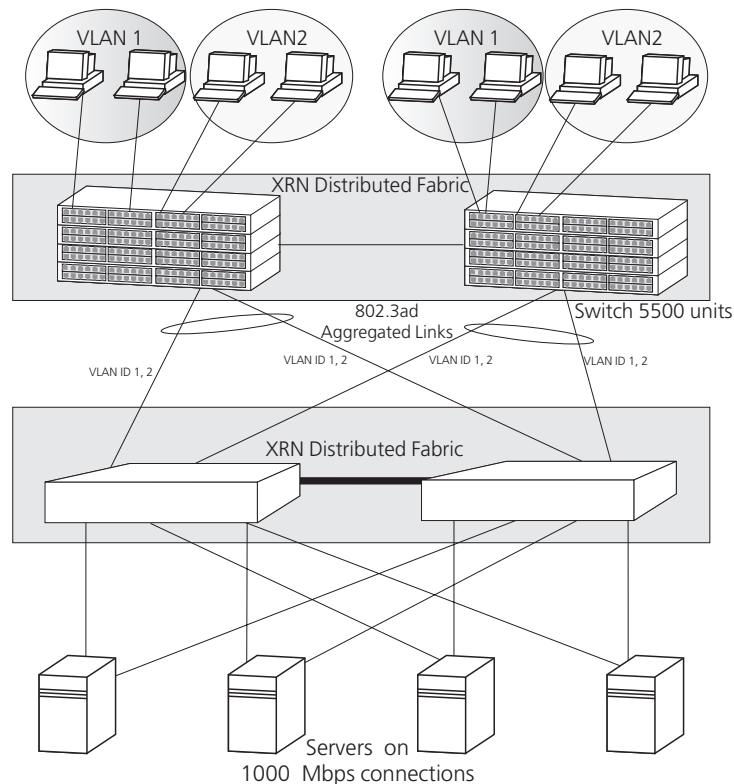 VLAN 1
VLAN2
VLAN 1
VLAN2
XRN Distributed Fabric
Switch 5500 units
802.3ad
Aggregated Links
VLAN ID 1, 2
VLAN ID 1, 2
VLAN ID 1, 2
VLAN ID 1, 2
XRN Distributed Fabric
Servers on
1000 Mbps connections